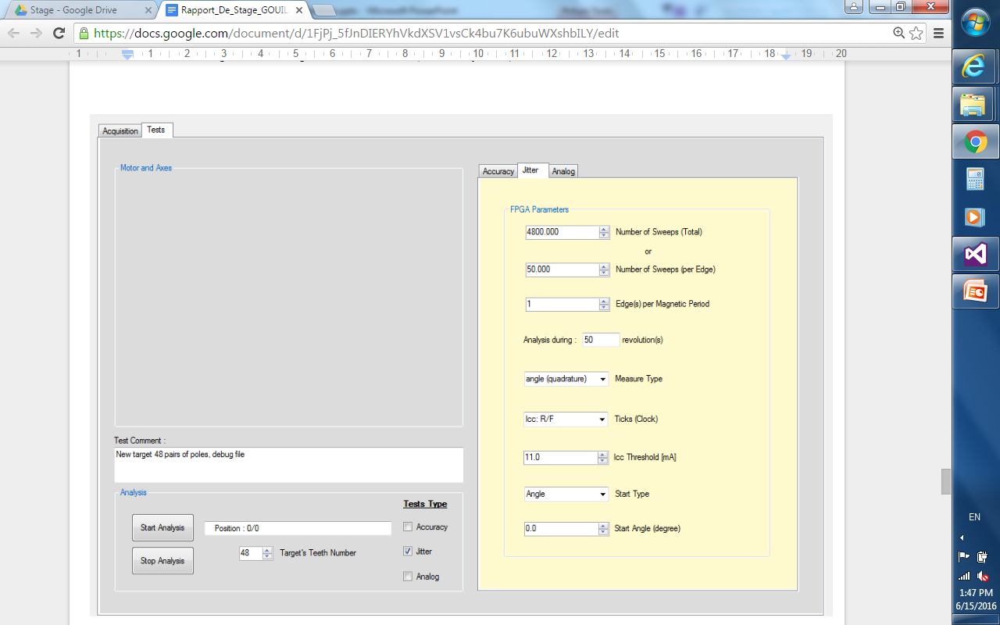 Stage - Google Drive
Rapport_De_Stage_GOUIL
Microsoft PowerPoint
https://docs.google.com/document/d/1FjPj_5fJnDIERYhVkdXSV1vsCk4bu7K6ubuWXshbILY/edit
1 1 2 3 4 5 6 7 8 9 10 11 12 13 14 15 16 17 18 19 20
Acquisition
Tests
Motor and Axes
Test Comment :
New target 48 pairs of poles, debug file
Analysis
Tests Type
Start Analysis
Position : 0/0
Accuracy
Stop Analysis
48
Target's Teeth Number
Jitter
Analog
Accuracy
Jitter
Analog
FPGA Parameters
4800.000 Number of Sweeps (Total)
or
50.000 Number of Sweeps (per Edge)
1 Edge(s) per Magnetic Period
Analysis during : 50 revolution(s)
angle (quadrature) Measure Type
Icc: R/F Ticks (Clock)
11.0 Icc Threshold [mA]
Angle Start Type
0.0 Start Angle (degree)
EN
1:47 PM
6/15/2016